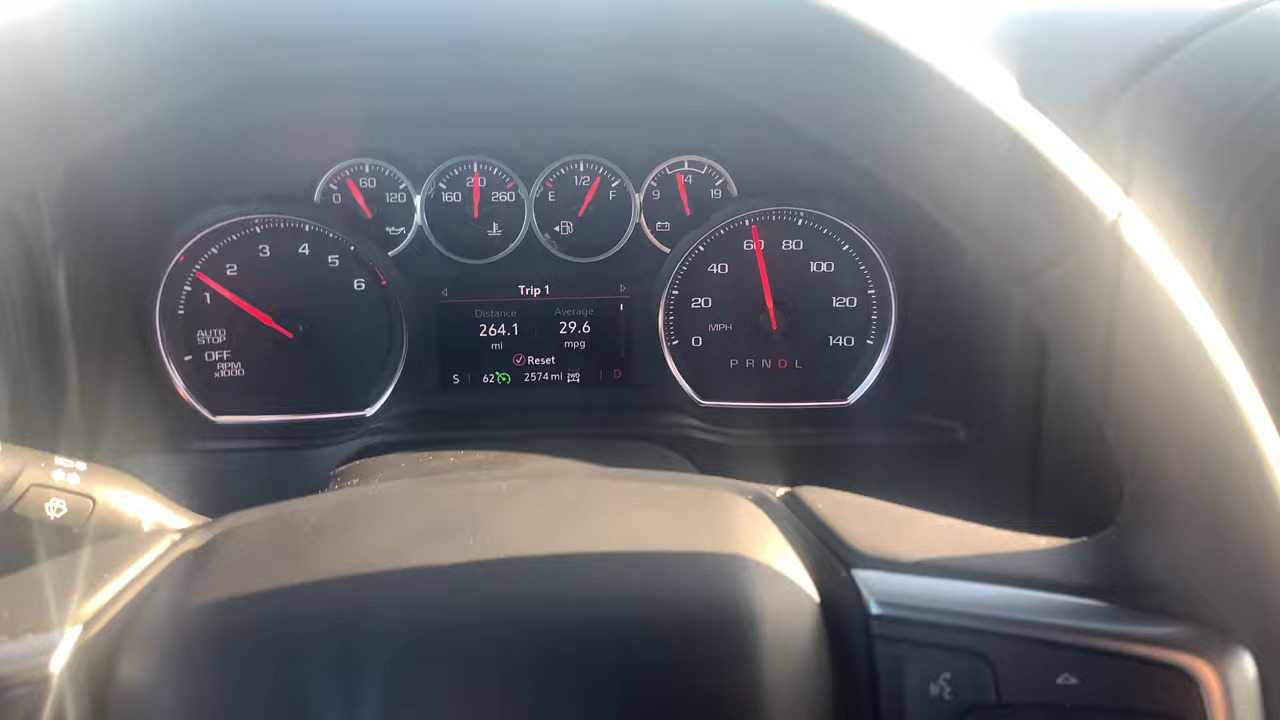 0 60 120
160 210 260
E 1/2 F
9 14 19
1 2 3 4 5 6
AUTO
STOP
OFF
RPM
x1000
Trip 1
Distance Average
264.1 29.6
mi mpg
Reset
S 62 2574 mi 2WD D
0 20 40 60 80 100 120 140
MPH
P R N D L